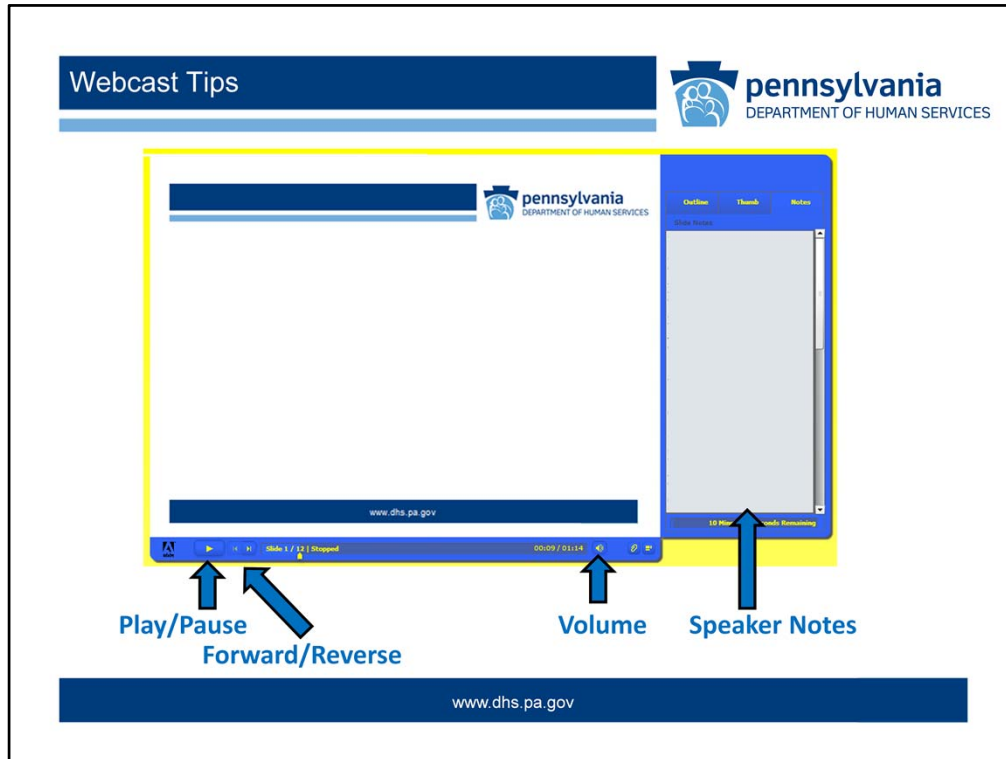 Webcast Tips
pennsylvania
DEPARTMENT OF HUMAN SERVICES
pennsylvania
DEPARTMENT OF HUMAN SERVICES
Outline Thumb Notes
Slide Notes
www.dhs.pa.gov
10 Remaining
Slide 1 / 12 | Stopped 00:09 / 01:14
Play/Pause
Forward/Reverse
Volume
Speaker Notes
www.dhs.pa.gov